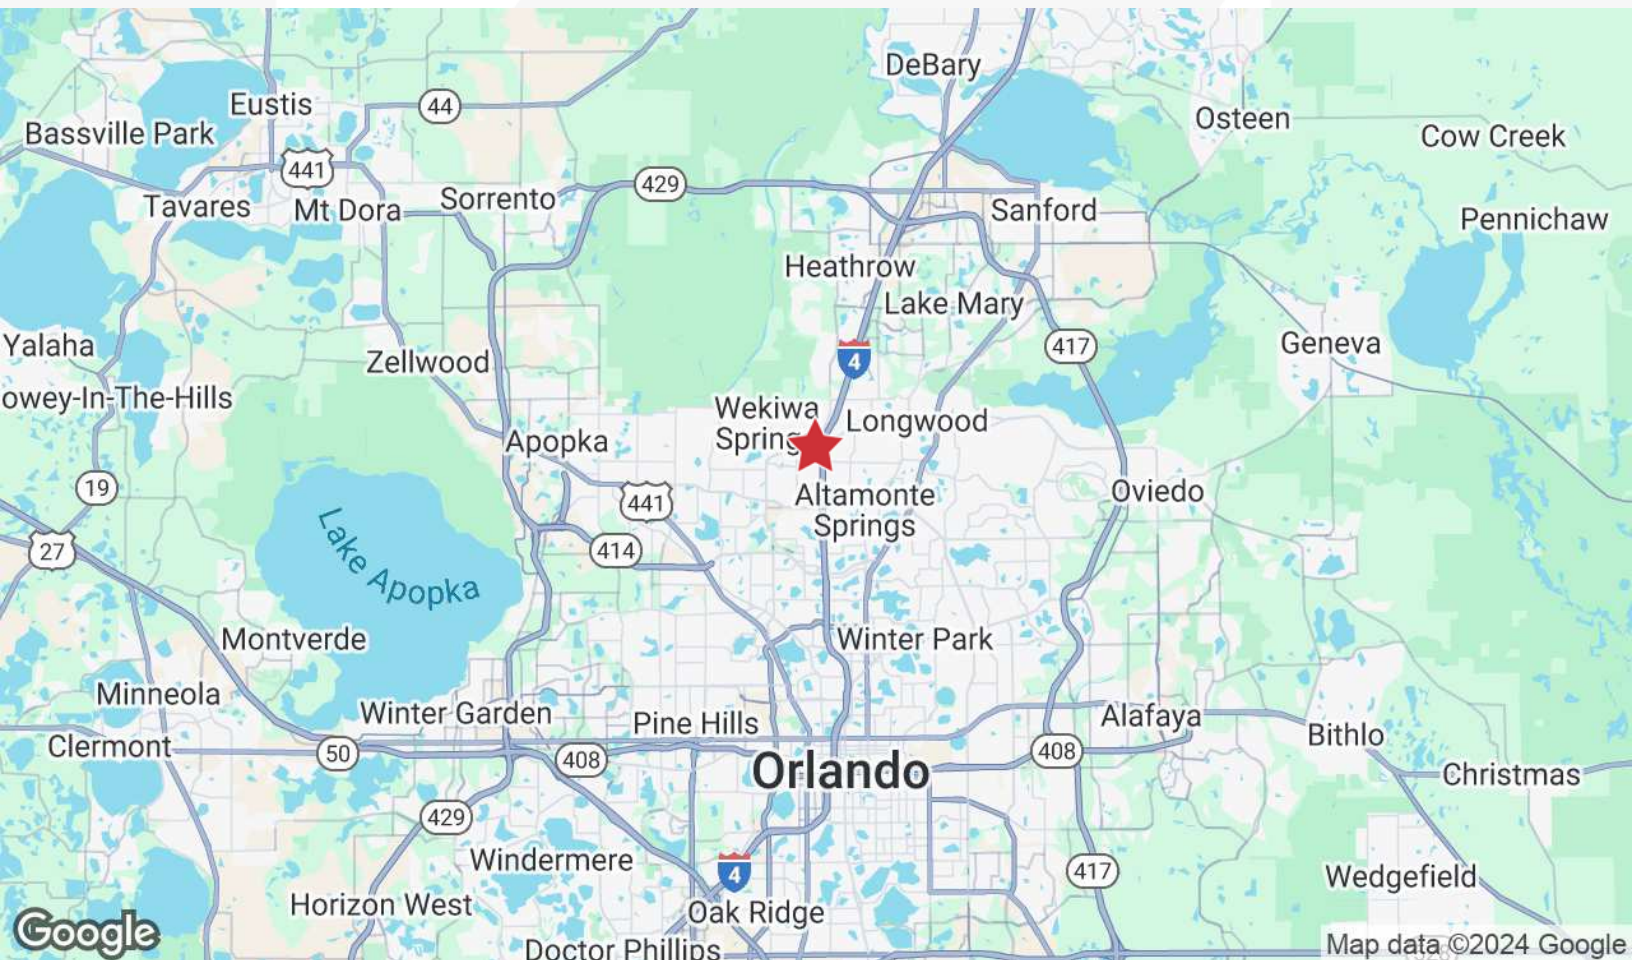 DeBary
Eustis
44
Osteen
Bassville Park
Cow Creek
441
429
Tavares
Mt Dora
Sorrento
Sanford
Pennichaw
Heathrow
Lake Mary
Yalaha
Zellwood
4
417
Geneva
owey-In-The-Hills
Wekiwa
Spring
Longwood
Apopka
19
441
Altamonte
Springs
Oviedo
27
414
Lake Apopka
Montverde
Winter Park
Minneola
Winter Garden
Pine Hills
Alafaya
Clermont
50
408
Orlando
408
Bithlo
Christmas
429
Windermere
4
417
Wedgefield
Horizon West
Oak Ridge
Google
Doctor Phillips
Map data ©2024 Google